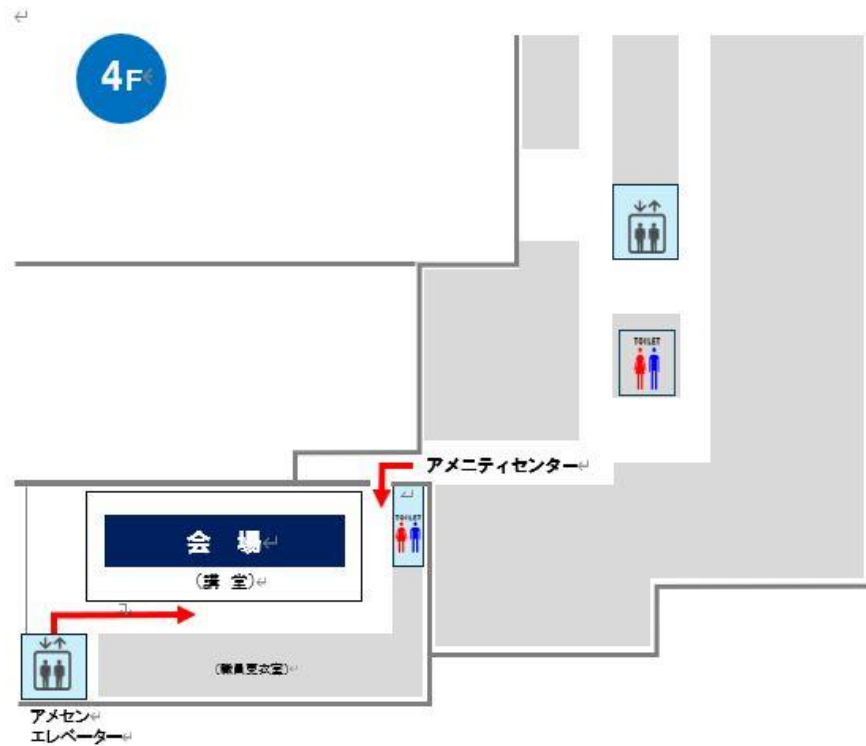 4F
TOILET
アメニティセンター
TOILET
会 場
(講 堂)
(職員更衣室)
アメセン
エレベーター